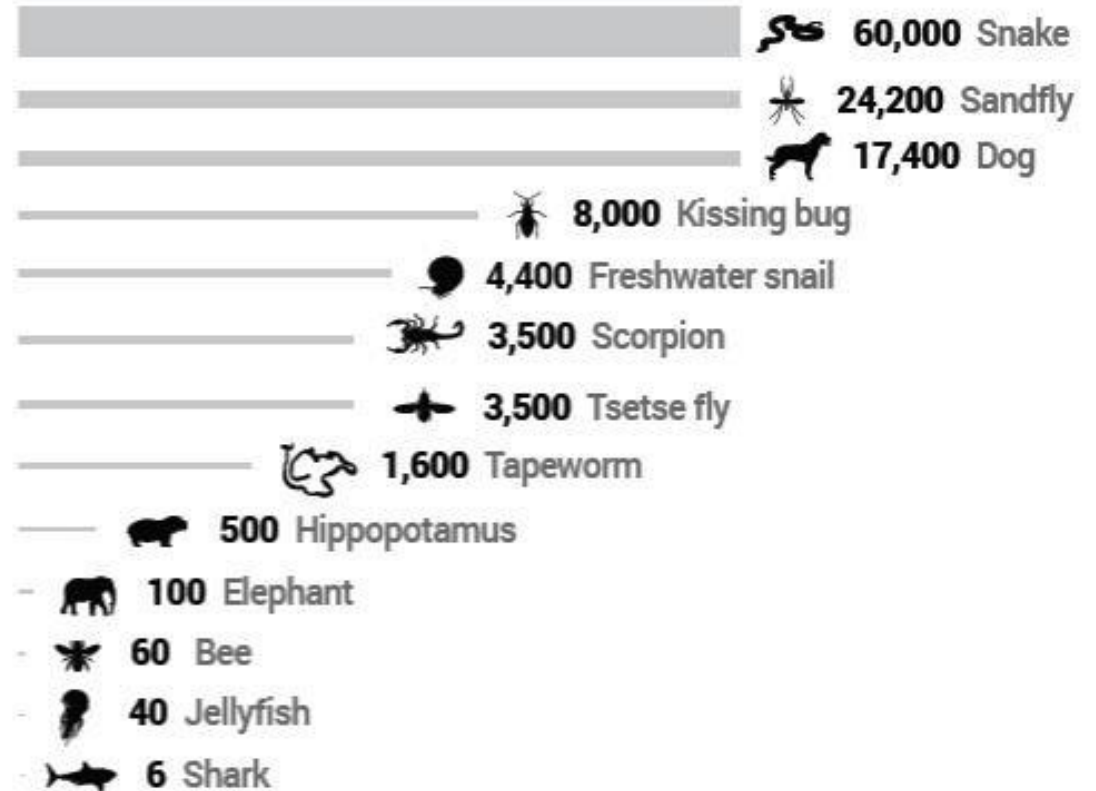 60,000 Snake
24,200 Sandfly
17,400 Dog
8,000 Kissing bug
4,400 Freshwater snail
3,500 Scorpion
3,500 Tsetse fly
1,600 Tapeworm
500 Hippopotamus
100 Elephant
60 Bee
40 Jellyfish
6 Shark